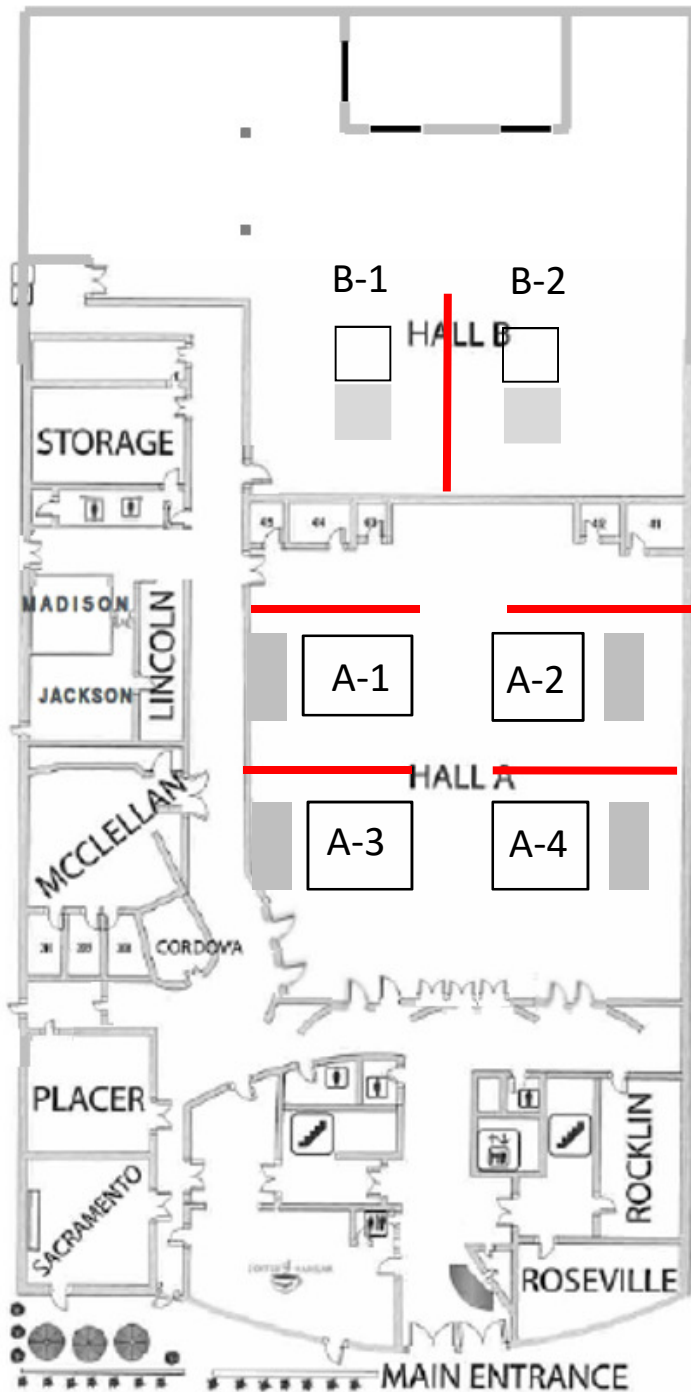 B-1
B-2
HALL B
STORAGE
45
44
43
42
41
MADISON
LINCOLN
JACKSON
A-1
A-2
HALL A
MCCLELLAN
A-3
A-4
CORDOVA
PLACER
ROCKLIN
SACRAMENTO
ROSEVILLE
MAIN ENTRANCE